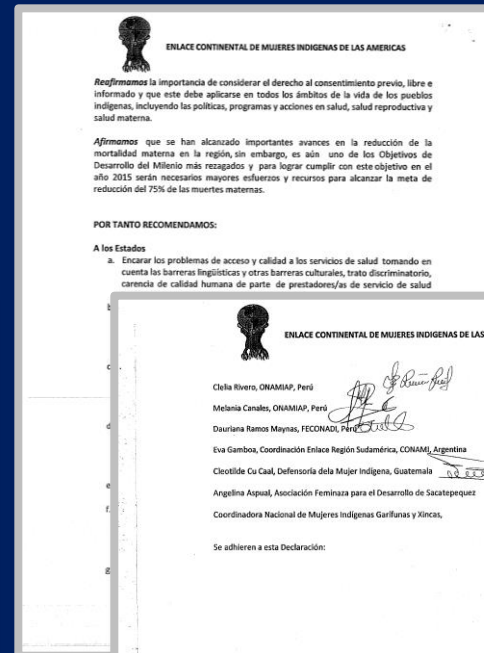 ENLACE CONTINENTAL DE MUJERES INDIGENAS DE LAS AMERICAS
Reafirmamos la importancia de considerar el derecho al consentimiento previo, libre e
informado y que este debe aplicarse en todos los ámbitos de la vida de los pueblos
indígenas, incluyendo las políticas, programas y acciones en salud, salud reproductiva y
salud materna.
Afirmamos que se han alcanzado importantes avances en la reducción de la
mortalidad materna en la región, sin embargo, es aún uno de los Objetivos de
Desarrollo del Milenio más rezagados y para lograr cumplir con este objetivo en el
año 2015 serán necesarios mayores esfuerzos y recursos para alcanzar la meta de
reducción del 75% de las muertes maternas.
POR TANTO RECOMENDAMOS:
A los Estados
a. Encarar los problemas de acceso y calidad a los servicios de salud tomando en
cuenta las barreras lingüísticas y otras barreras culturales, trato discriminatorio,
carencia de calidad humana de parte de prestadores/as de servicio de salud
c
d
e
f.
g
ENLACE CONTINENTAL DE MUJERES INDIGENAS DE LAS
Clelia Rivero, ONAMIAP, Perú
Melania Canales, ONAMIAP, Perú
Dauriana Ramos Maynas, FECONADI, Perú
Eva Gamboa, Coordinación Enlace Región Sudamérica, CONAMI, Argentina
Cleotilde Cu Caal, Defensoría dela Mujer Indígena, Guatemala
Angelina Aspual, Asociación Feminaza para el Desarrollo de Sacatepequez
Coordinadora Nacional de Mujeres Indígenas Garífunas y Xincas,
Se adhieren a esta Declaración: